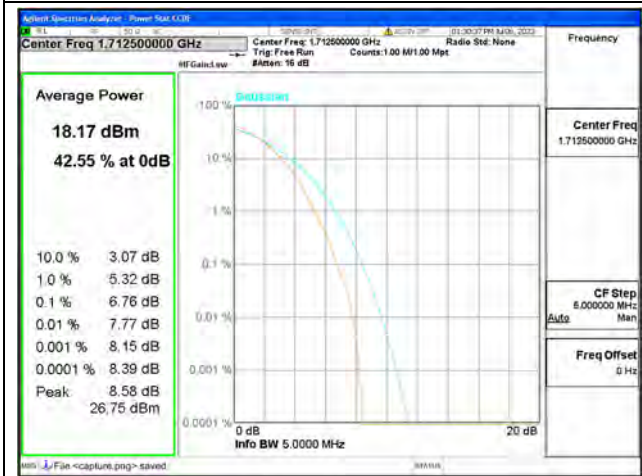 Agilent Spectrum Analyzer - Power Stat CCDF
Center Freq 1.712500000 GHz
Center Freq: 1.712500000 GHz
Radio Std: None
Trig: Free Run
Counts:1.00 M/1.00 Mpt
#IFGain:Low
#Atten: 16 dB
Frequency
Average Power
18.17 dBm
42.55 % at 0dB
10.0 % 3.07 dB
1.0 % 5.32 dB
0.1 % 6.76 dB
0.01 % 7.77 dB
0.001 % 8.15 dB
0.0001 % 8.39 dB
Peak 8.58 dB
26.75 dBm
Gaussian
100 %
10 %
1 %
0.1 %
0.01 %
0.001 %
0.0001 %
0 dB
20 dB
Info BW 5.0000 MHz
Center Freq
1.712500000 GHz
CF Step
5.000000 MHz
Auto Man
Freq Offset
0 Hz
MSG
File <capture.png> saved
STATUS